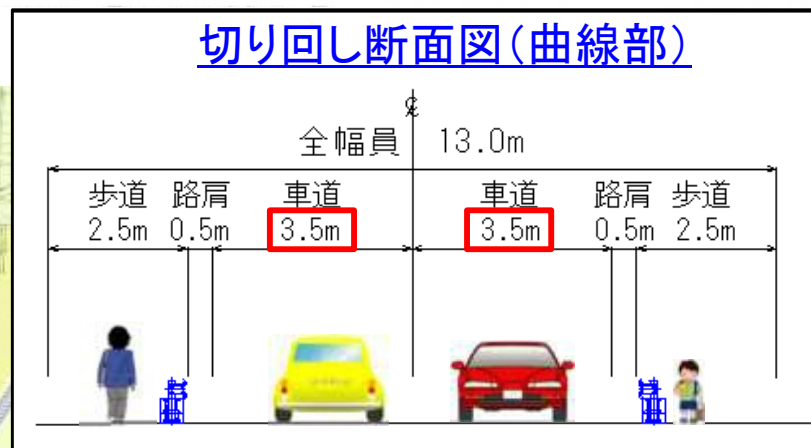 切り回し断面図(曲線部)
℄
全幅員 13.0m
歩道 路肩 車道 車道 路肩 歩道
2.5m 0.5m 3.5m 3.5m 0.5m 2.5m